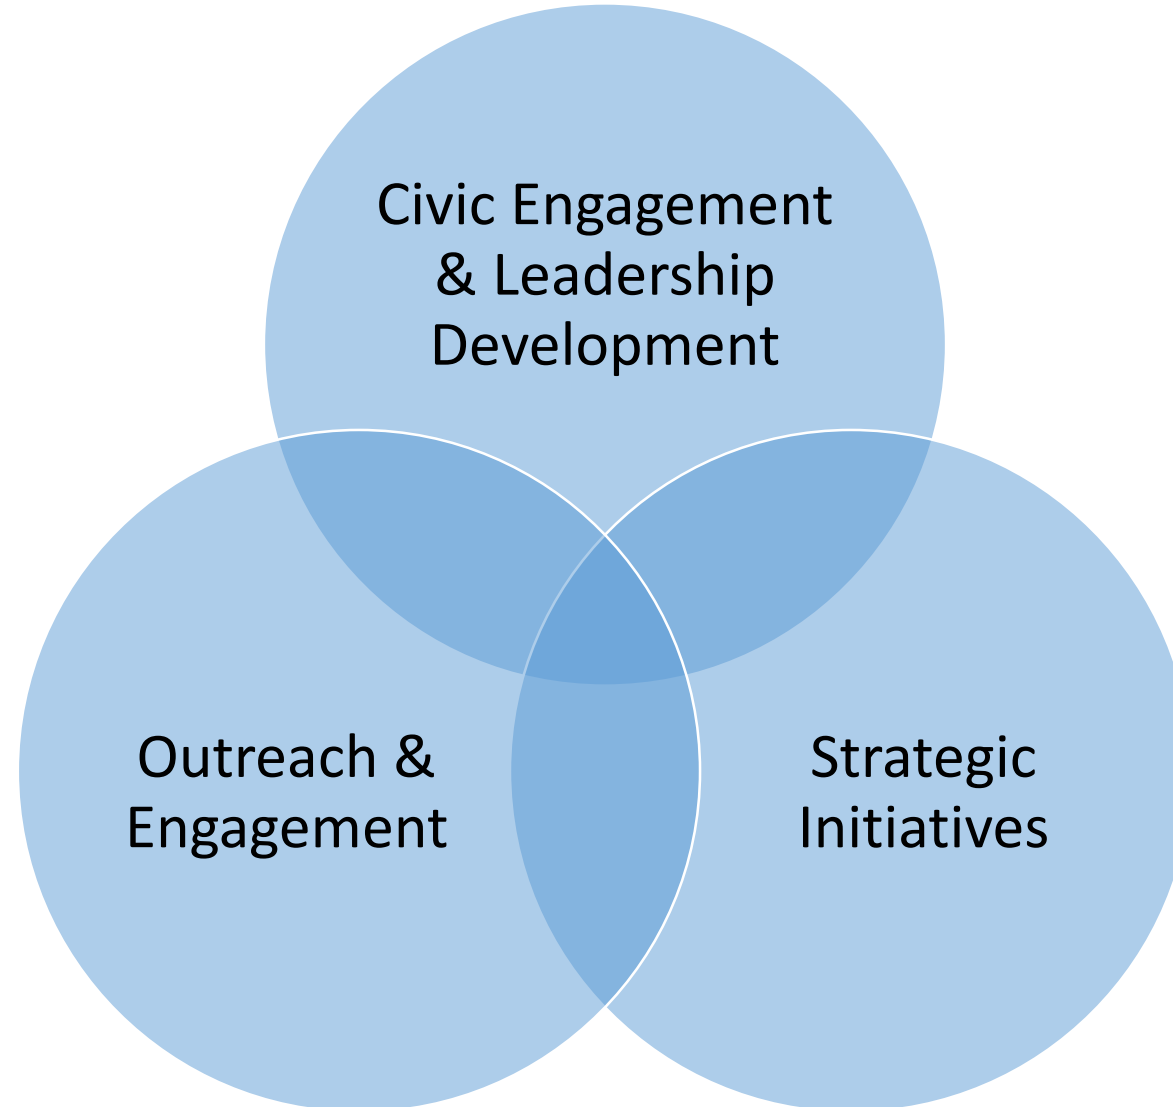 Civic Engagement
& Leadership
Development
Outreach &
Engagement
Strategic
Initiatives